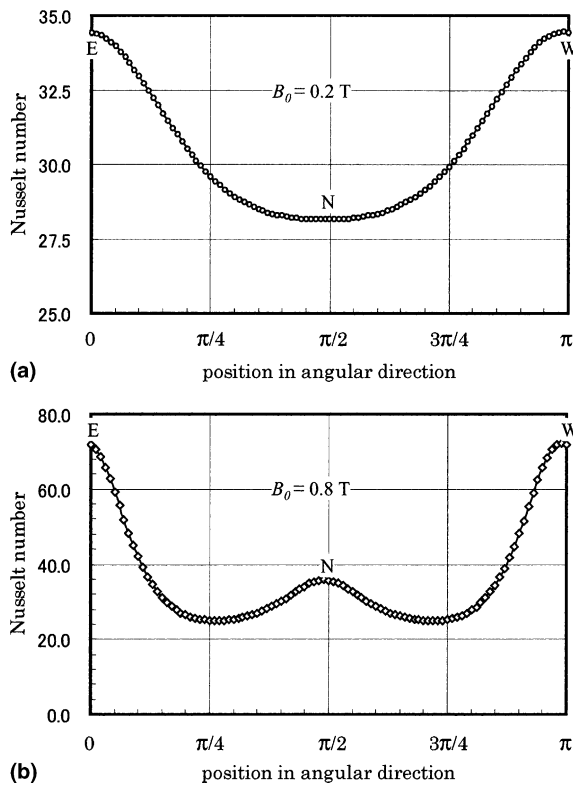 35.0
E
W
B0 = 0.2 T
32.5
Nusselt number
30.0
N
27.5
25.0
0 π/4 π/2 3π/4 π
(a)
position in angular direction
80.0
E
W
B0 = 0.8 T
60.0
Nusselt number
40.0
N
20.0
0.0
0 π/4 π/2 3π/4 π
(b)
position in angular direction